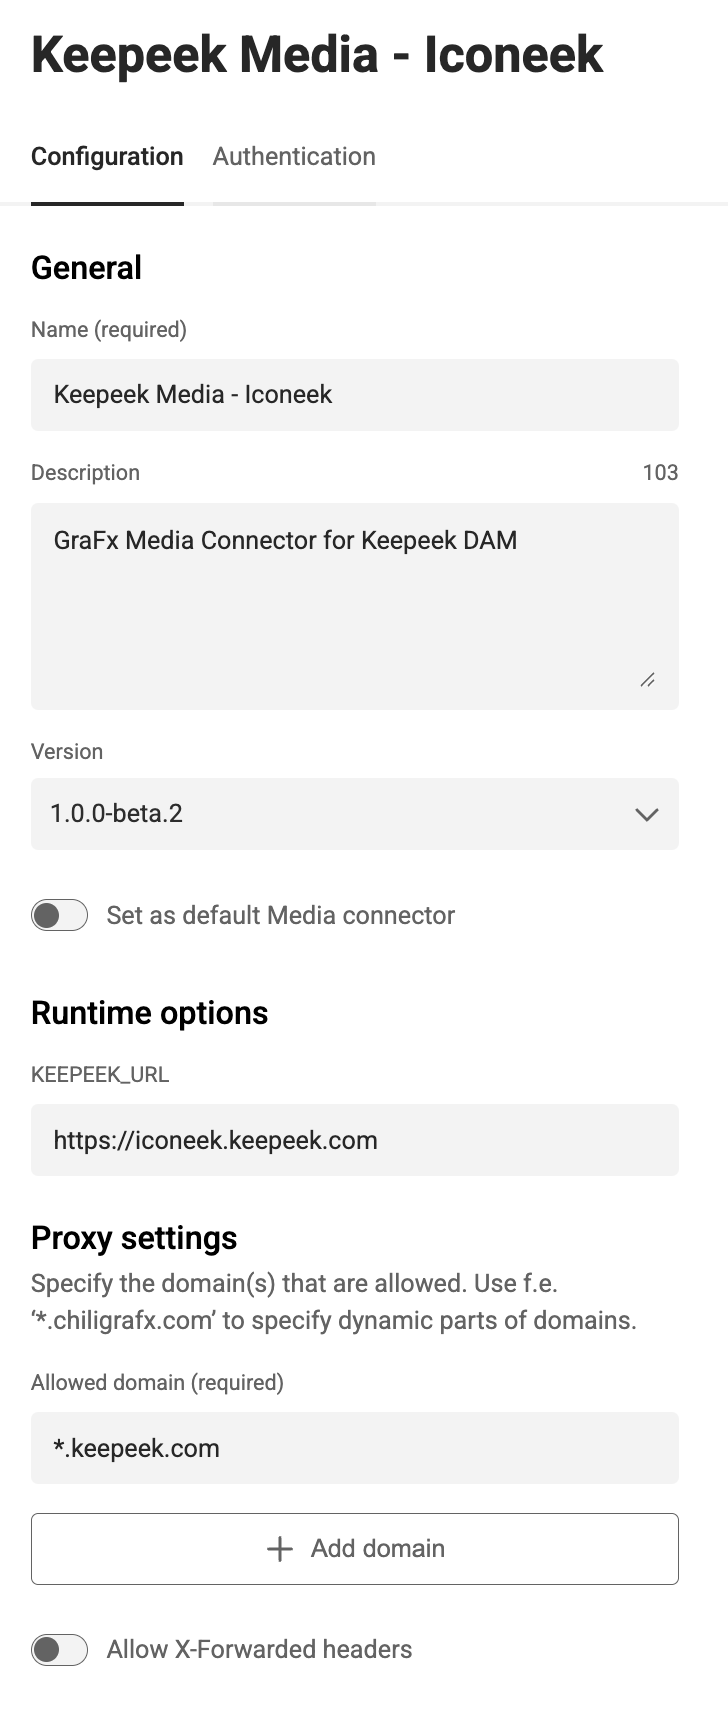 Keepeek Media - Iconeek
Configuration Authentication
General
Name (required)
Keepeek Media - Iconeek
Description 103
GraFx Media Connector for Keepeek DAM
Version
1.0.0-beta.2
Set as default Media connector
Runtime options
KEEPEEK_URL
https://iconeek.keepeek.com
Proxy settings
Specify the domain(s) that are allowed. Use f.e.
‘*.chiligrafx.com’ to specify dynamic parts of domains.
Allowed domain (required)
*.keepeek.com
Add domain
Allow X-Forwarded headers